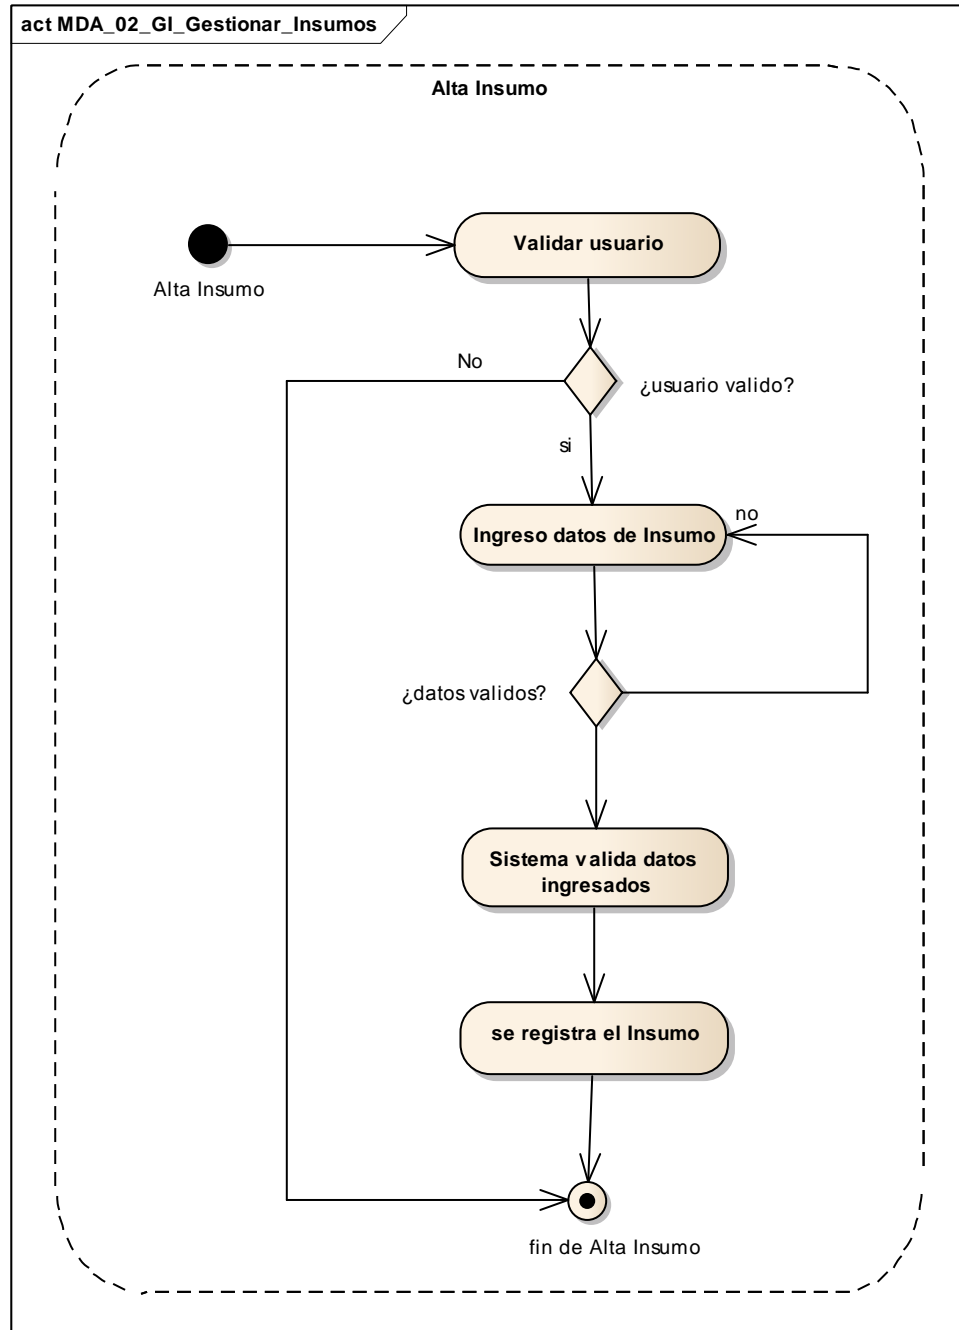 act MDA_02_GI_Gestionar_Insumos
Alta Insumo
Validar usuario
Alta Insumo
No
¿usuario valido?
si
Ingreso datos de Insumo
no
¿datos validos?
Sistema valida datos
ingresados
se registra el Insumo
fin de Alta Insumo